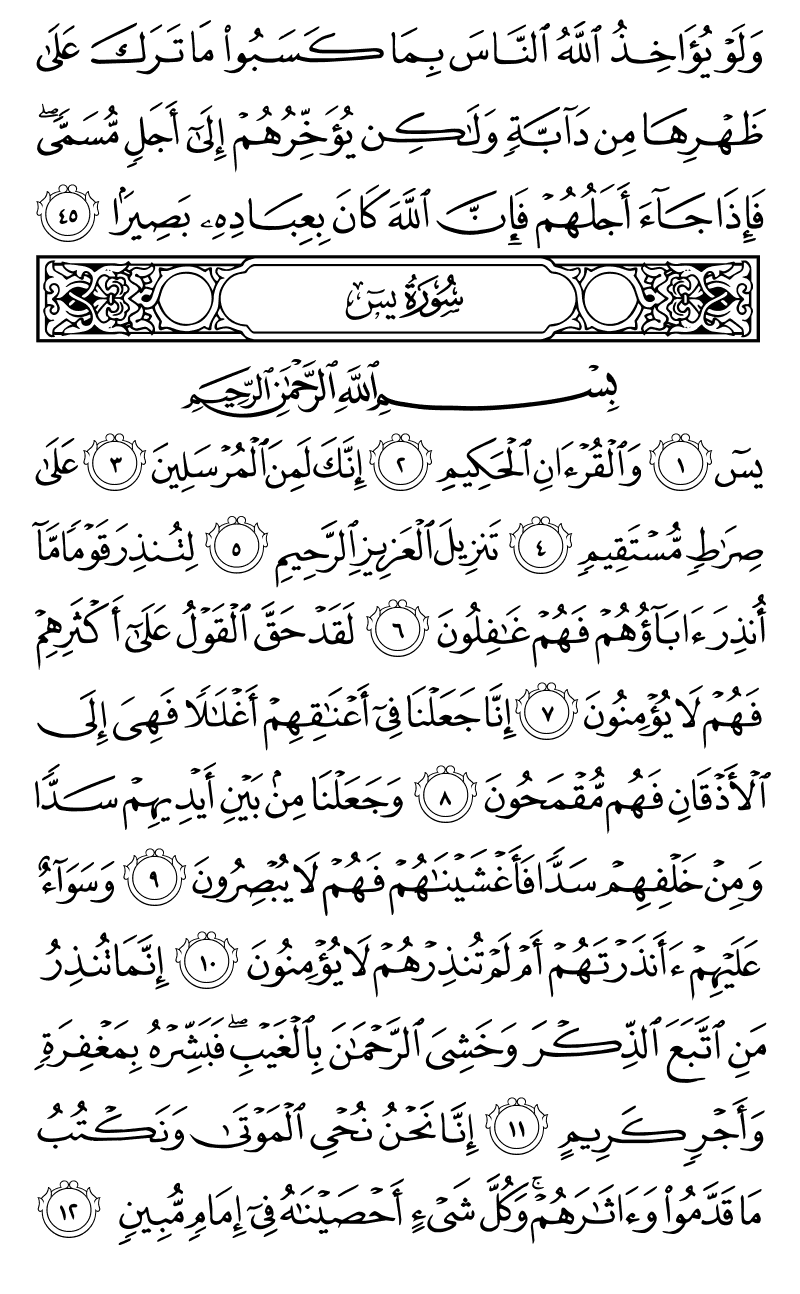 وَلَوۡ يُؤَاخِذُ ٱللَّهُ ٱلنَّاسَ بِمَا كَسَبُواْ مَا تَرَكَ عَلَىٰ
ظَهۡرِهَا مِن دَآبَّةٖ وَلَٰكِن يُؤَخِّرُهُمۡ إِلَىٰٓ أَجَلٖ مُّسَمّٗىۖ
فَإِذَا جَآءَ أَجَلُهُمۡ فَإِنَّ ٱللَّهَ كَانَ بِعِبَادِهِۦ بَصِيرَۢا ٤٥
سُورَةُ يسٓ
بِسۡمِ ٱللَّهِ ٱلرَّحۡمَٰنِ ٱلرَّحِيمِ
يسٓ ١ وَٱلۡقُرۡءَانِ ٱلۡحَكِيمِ ٢ إِنَّكَ لَمِنَ ٱلۡمُرۡسَلِينَ ٣ عَلَىٰ
صِرَٰطٖ مُّسۡتَقِيمٖ ٤ تَنزِيلَ ٱلۡعَزِيزِ ٱلرَّحِيمِ ٥ لِتُنذِرَ قَوۡمٗا مَّآ
أُنذِرَ ءَابَآؤُهُمۡ فَهُمۡ غَٰفِلُونَ ٦ لَقَدۡ حَقَّ ٱلۡقَوۡلُ عَلَىٰٓ أَكۡثَرِهِمۡ
فَهُمۡ لَا يُؤۡمِنُونَ ٧ إِنَّا جَعَلۡنَا فِيٓ أَعۡنَٰقِهِمۡ أَغۡلَٰلٗا فَهِيَ إِلَى
ٱلۡأَذۡقَانِ فَهُم مُّقۡمَحُونَ ٨ وَجَعَلۡنَا مِنۢ بَيۡنِ أَيۡدِيهِمۡ سَدّٗا
وَمِنۡ خَلۡفِهِمۡ سَدّٗا فَأَغۡشَيۡنَٰهُمۡ فَهُمۡ لَا يُبۡصِرُونَ ٩ وَسَوَآءٌ
عَلَيۡهِمۡ ءَأَنذَرۡتَهُمۡ أَمۡ لَمۡ تُنذِرۡهُمۡ لَا يُؤۡمِنُونَ ١٠ إِنَّمَا تُنذِرُ
مَنِ ٱتَّبَعَ ٱلذِّكۡرَ وَخَشِيَ ٱلرَّحۡمَٰنَ بِٱلۡغَيۡبِۖ فَبَشِّرۡهُ بِمَغۡفِرَةٖ
وَأَجۡرٖ كَرِيمٍ ١١ إِنَّا نَحۡنُ نُحۡيِ ٱلۡمَوۡتَىٰ وَنَكۡتُبُ
مَا قَدَّمُواْ وَءَاثَٰرَهُمۡۚ وَكُلَّ شَيۡءٍ أَحۡصَيۡنَٰهُ فِيٓ إِمَامٖ مُّبِينٖ ١٢